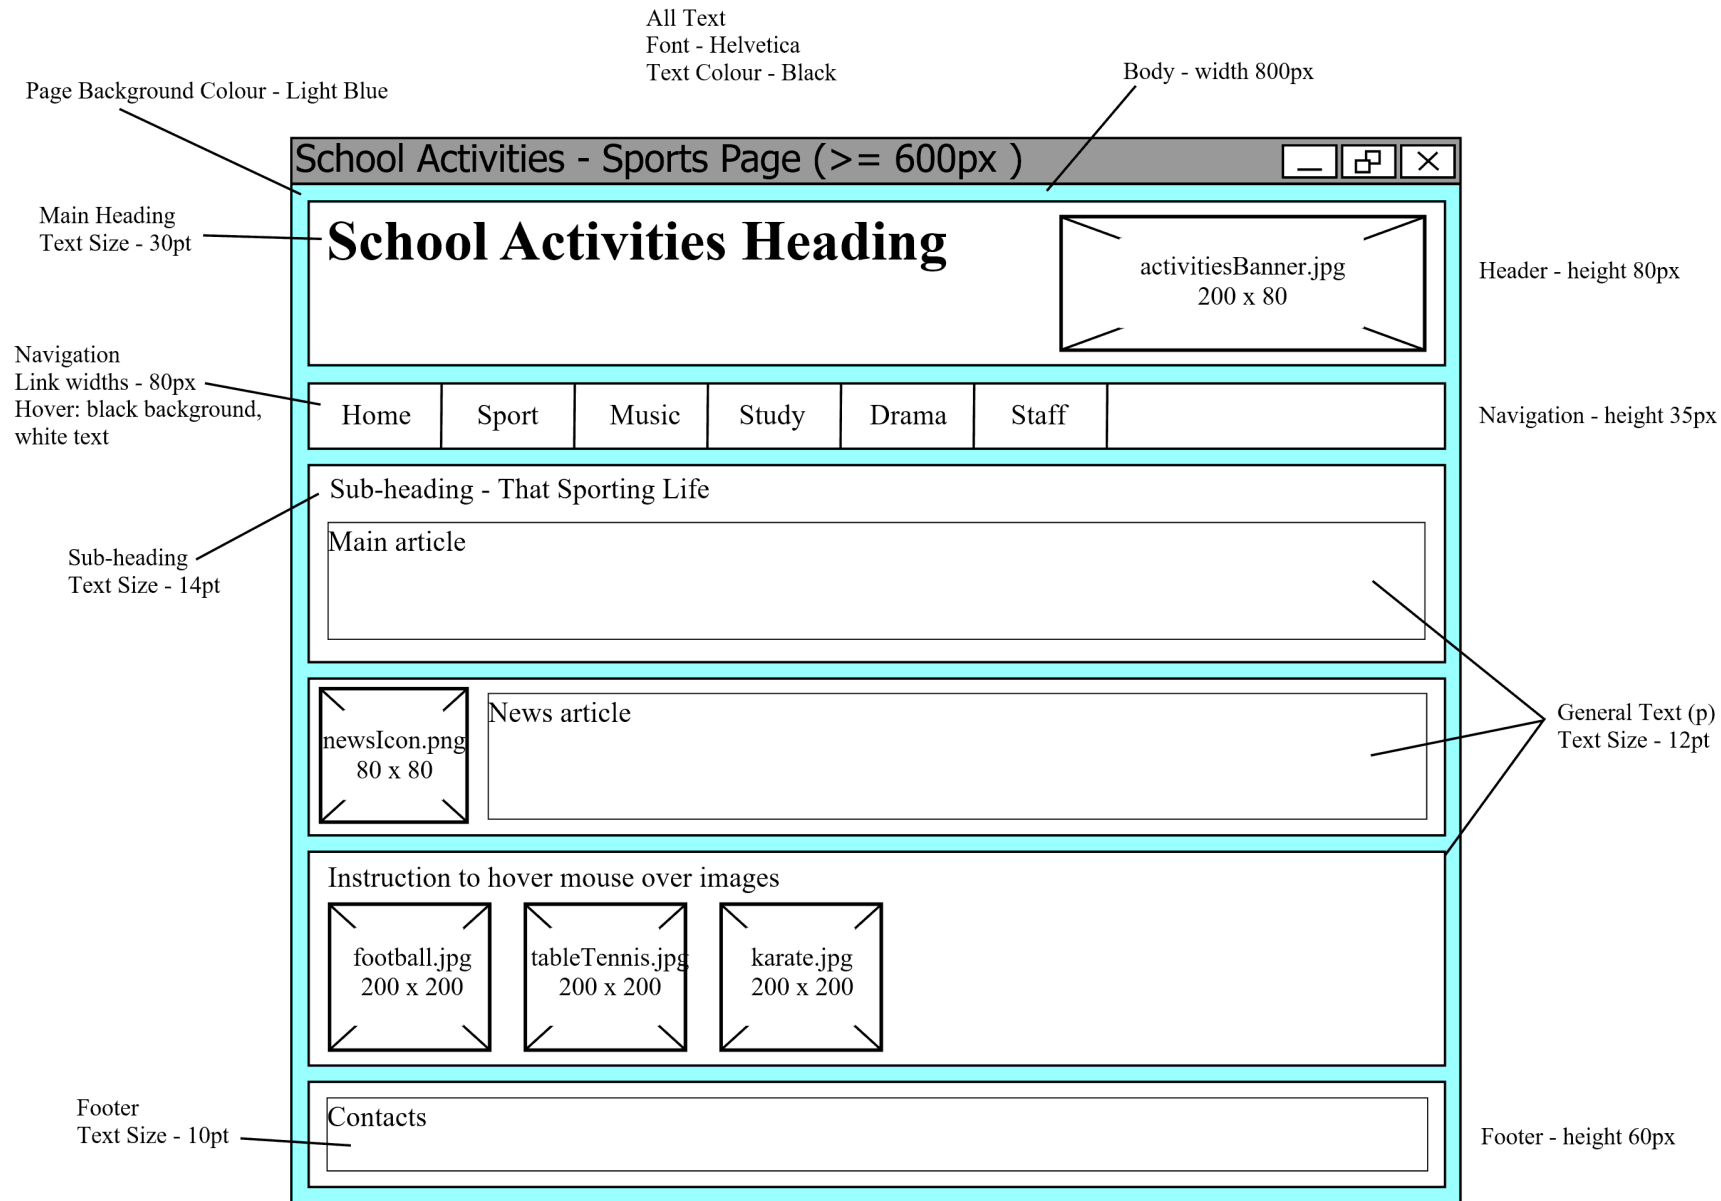 All Text
Font - Helvetica
Text Colour - Black
Body - width 800px
Page Background Colour - Light Blue
School Activities - Sports Page (>= 600px )
Main Heading
Text Size - 30pt
School Activities Heading
activitiesBanner.jpg
200 x 80
Header - height 80px
Navigation
Link widths - 80px
Hover: black background,
white text
Home Sport Music Study Drama Staff
Navigation - height 35px
Sub-heading - That Sporting Life
Main article
Sub-heading
Text Size - 14pt
newsIcon.png
80 x 80
News article
General Text (p)
Text Size - 12pt
Instruction to hover mouse over images
football.jpg
200 x 200
tableTennis.jpg
200 x 200
karate.jpg
200 x 200
Footer
Text Size - 10pt
Contacts
Footer - height 60px